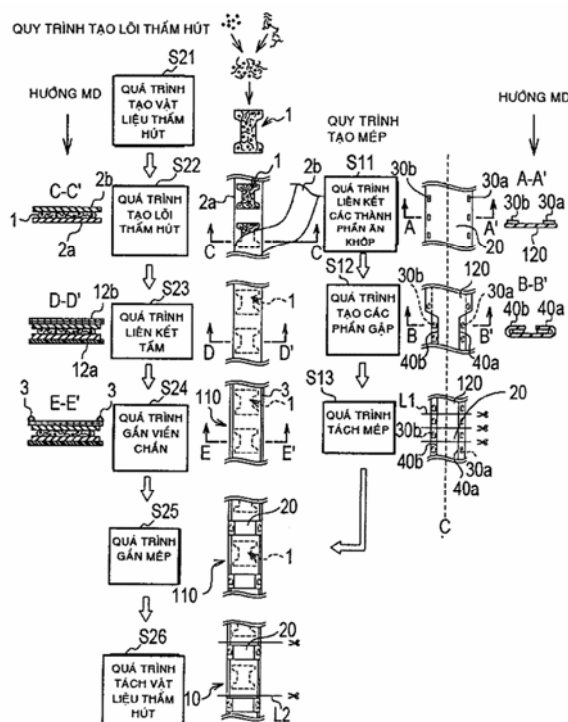 QUY TRÌNH TẠO LÕI THẤM HÚT
S21
HƯỚNG MD
QUÁ TRÌNH
TẠO VẬT
LIỆU THẤM
HÚT
1
QUY TRÌNH
TẠO MÉP
HƯỚNG MD
S22
C-C'
2b
1
2a
QUÁ TRÌNH
TẠO LÕI
THẤM HÚT
1
2b
2a
C
C'
S11
QUÁ TRÌNH
LIÊN KẾT
CÁC THÀNH
PHẦN ĂN
KHỚP
30b
30a
A
A'
20
A-A'
30b
30a
120
S23
D-D'
12b
12a
QUÁ TRÌNH
LIÊN KẾT
TẤM
1
D
D'
S12
QUÁ TRÌNH
TẠO CÁC
PHẦN GẬP
30b
120
30a
B
B'
40b
40a
B-B'
40b
40a
S24
E-E'
3
3
QUÁ TRÌNH
GẮN VIỀN
CHẮN
110
3
1
E
E'
S13
QUÁ TRÌNH
TÁCH MÉP
L1
120
20
30b
40b
30a
40a
C
S25
QUÁ TRÌNH
GẮN MÉP
20
1
110
S26
QUÁ TRÌNH
TÁCH VẬT
LIỆU THẤM
HÚT
20
10
L2